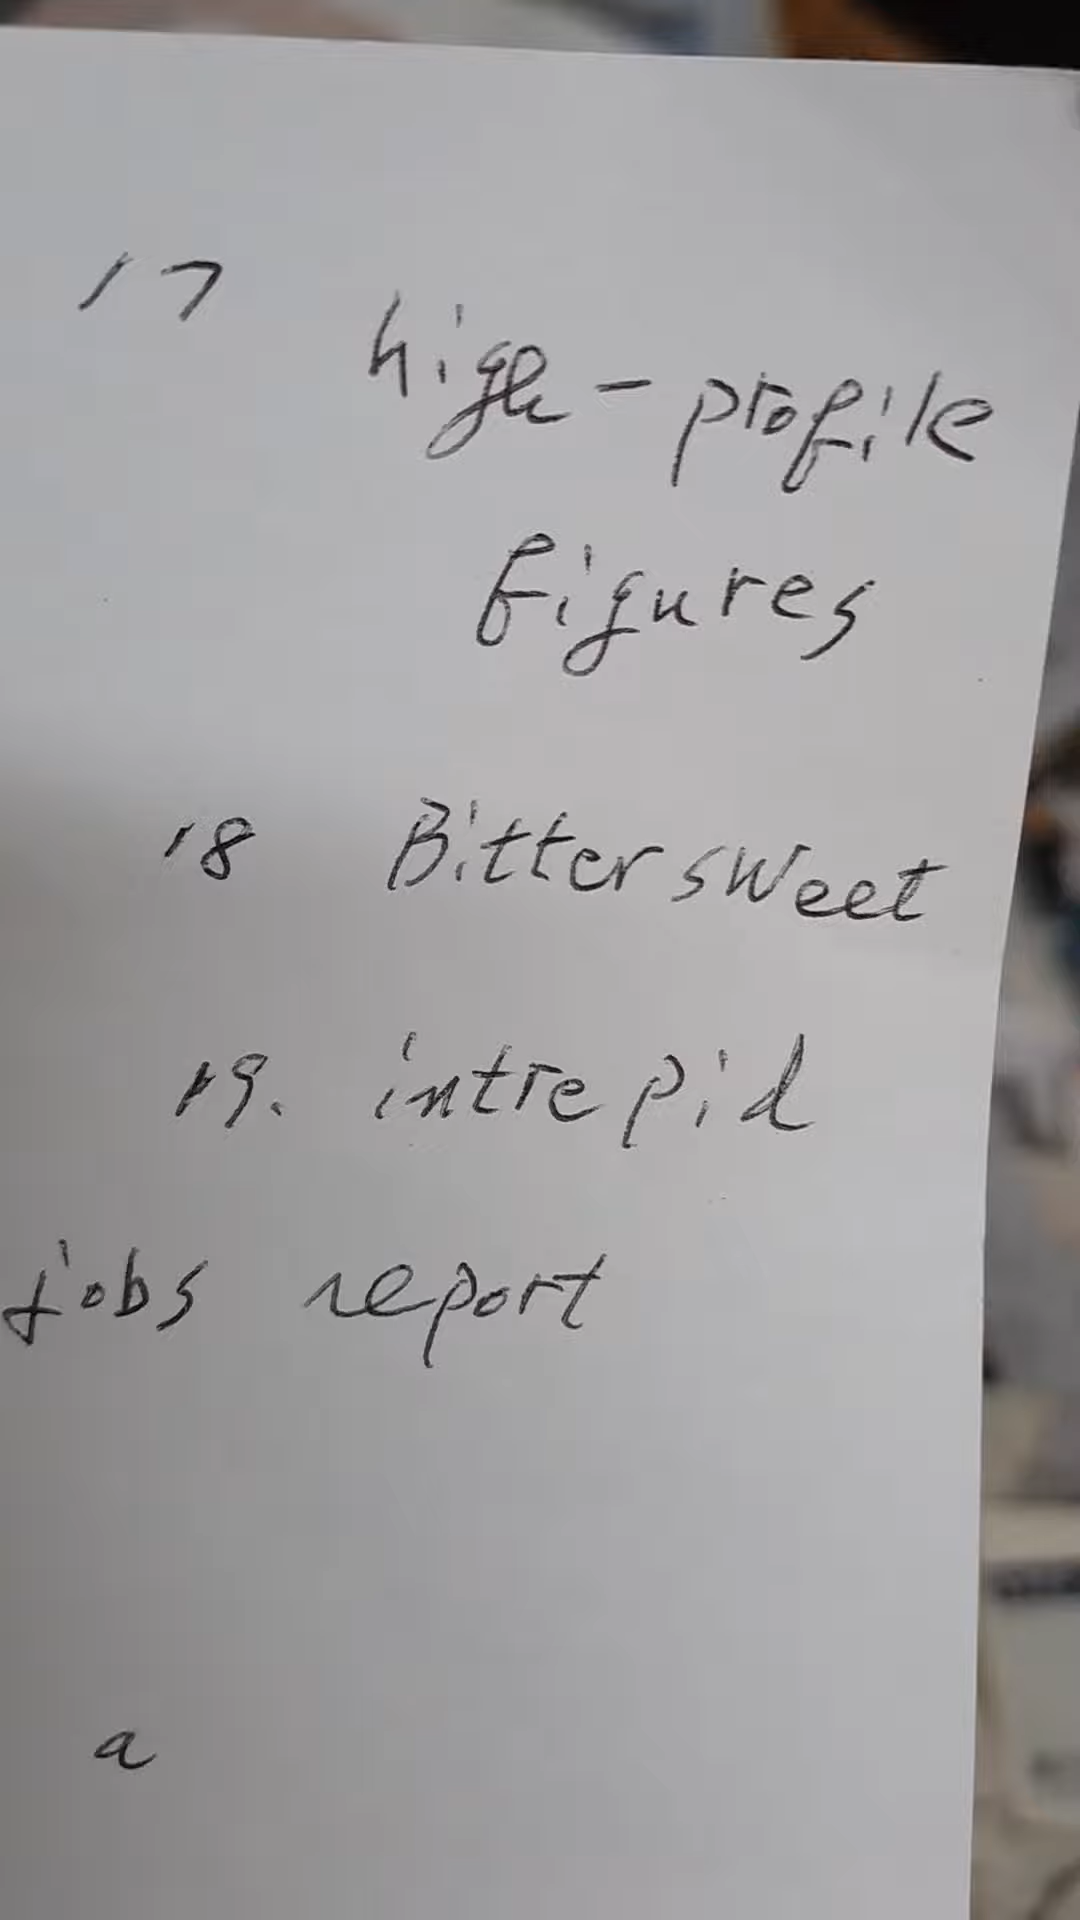 17 high-profile
figures
18 Bittersweet
19. intrepid
jobs report
a